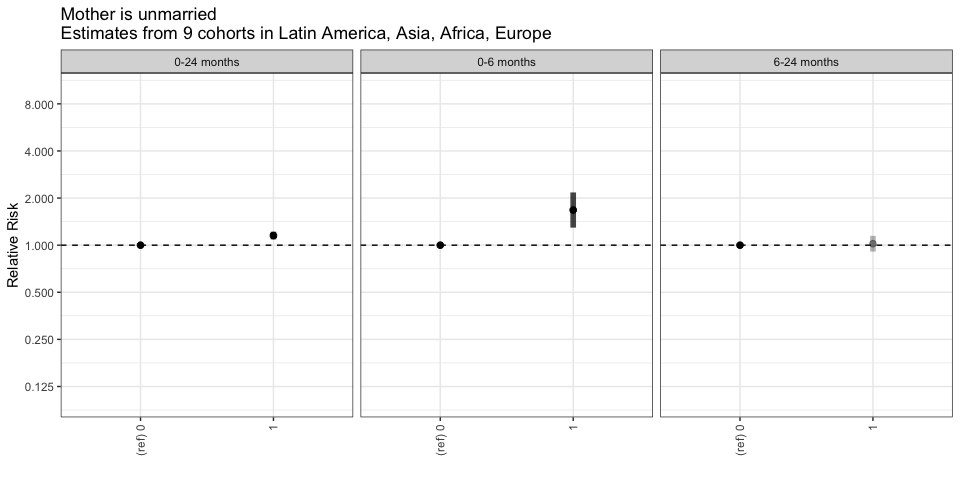 Mother is unmarried
Estimates from 9 cohorts in Latin America, Asia, Africa, Europe
0-24 months
0-6 months
6-24 months
Relative Risk
8.000
4.000
2.000
1.000
0.500
0.250
0.125
(ref) 0
1
(ref) 0
1
(ref) 0
1